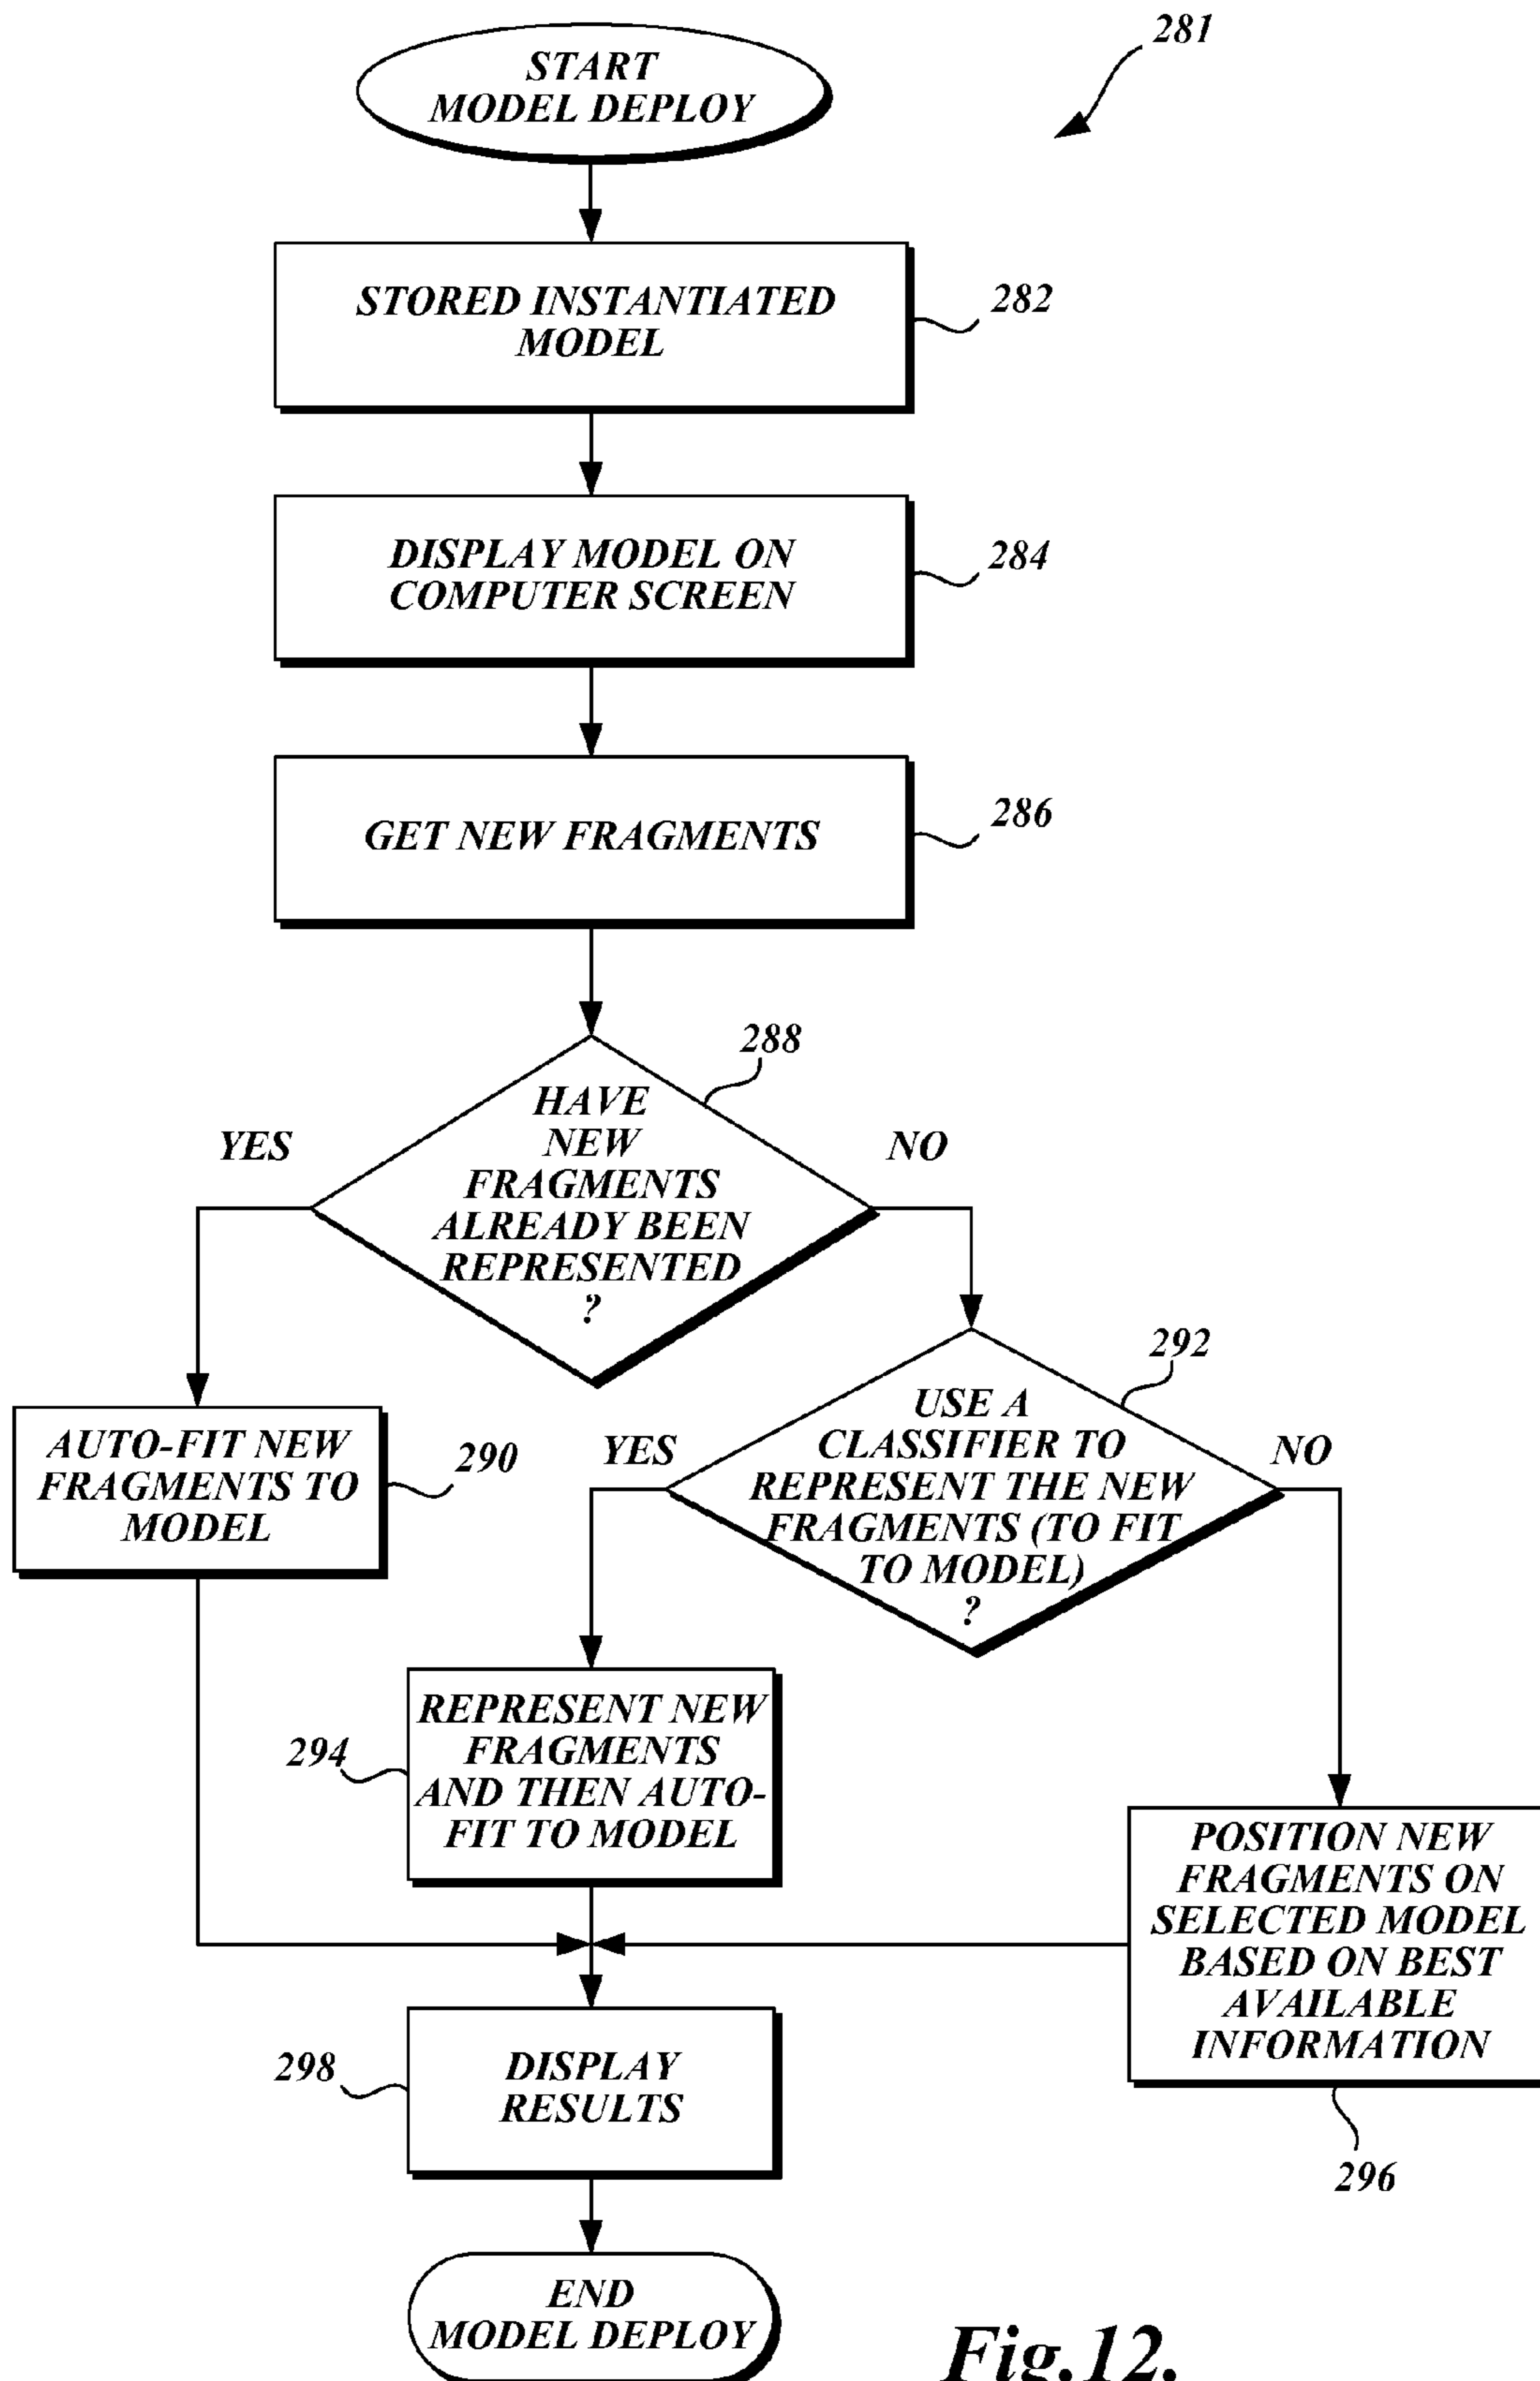 START
MODEL DEPLOY
281
STORED INSTANTIATED
MODEL
282
DISPLAY MODEL ON
COMPUTER SCREEN
284
GET NEW FRAGMENTS
286
288
HAVE
NEW
FRAGMENTS
ALREADY BEEN
REPRESENTED
?
YES
NO
292
AUTO-FIT NEW
FRAGMENTS TO
MODEL
290
USE A
CLASSIFIER TO
REPRESENT THE NEW
FRAGMENTS (TO FIT
TO MODEL)
?
YES
NO
REPRESENT NEW
FRAGMENTS
AND THEN AUTO-
FIT TO MODEL
294
POSITION NEW
FRAGMENTS ON
SELECTED MODEL
BASED ON BEST
AVAILABLE
INFORMATION
296
DISPLAY
RESULTS
298
END
MODEL DEPLOY
Fig.12.